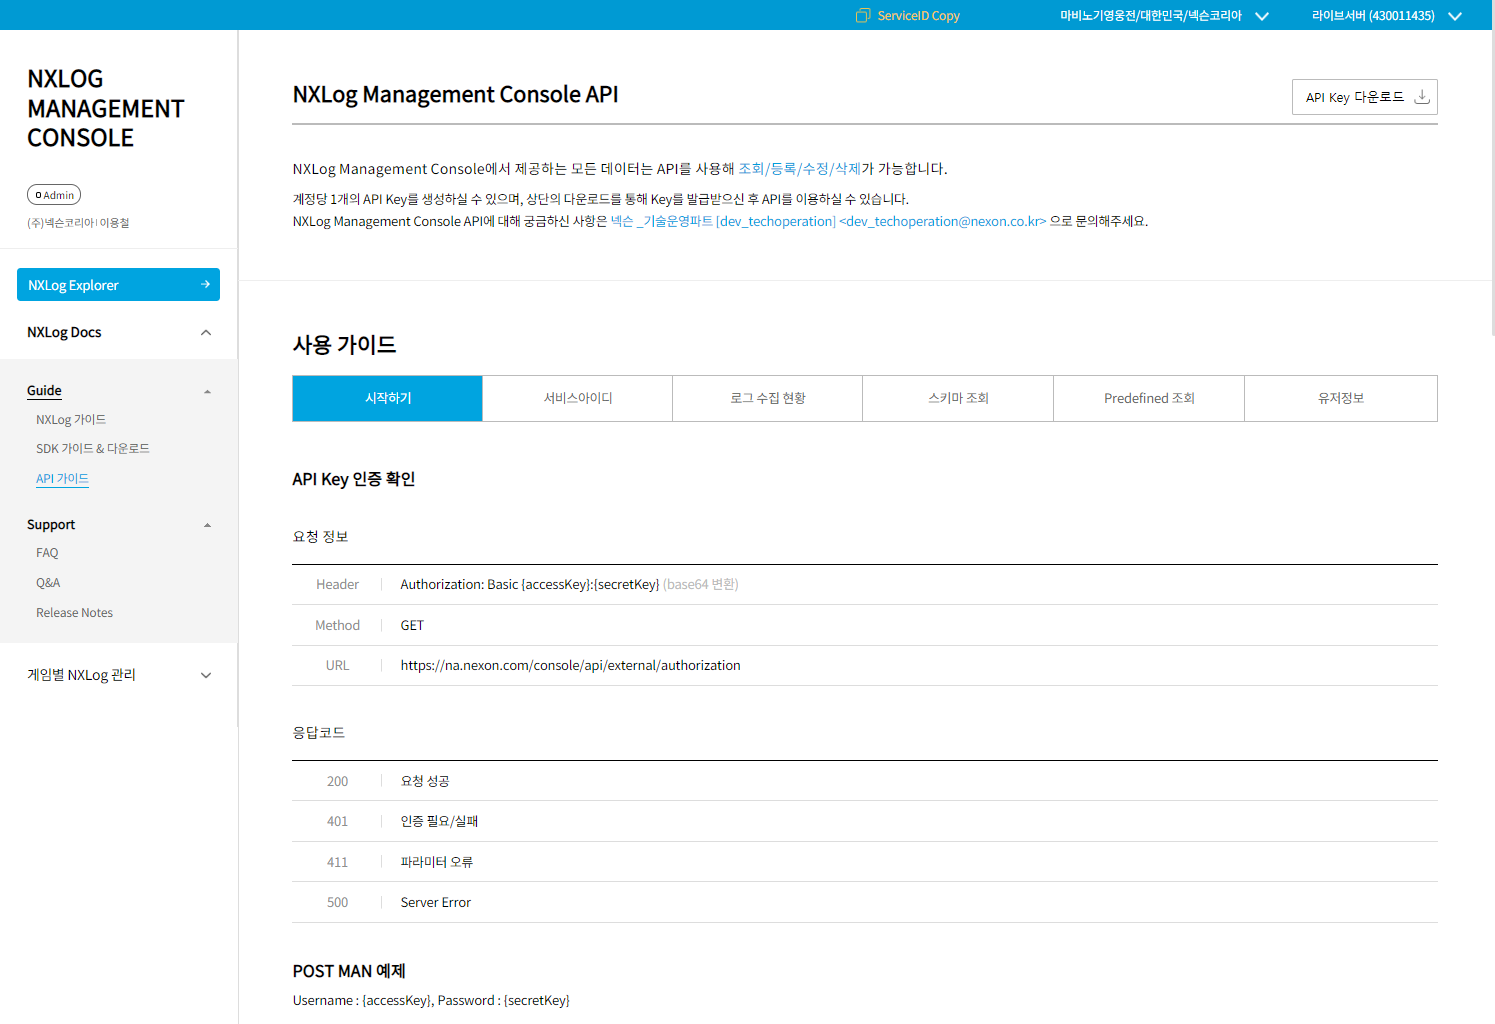 ServiceID Copy
마비노기영웅전/대한민국/넥슨코리아
라이브서버 (430011435)
NXLOG
MANAGEMENT
CONSOLE
Admin
(주)넥슨코리아 | 이용철
NXLog Explorer
NXLog Docs
Guide
NXLog 가이드
SDK 가이드 & 다운로드
API 가이드
Support
FAQ
Q&A
Release Notes
게임별 NXLog 관리
NXLog Management Console API
API Key 다운로드
NXLog Management Console에서 제공하는 모든 데이터는 API를 사용해 조회/등록/수정/삭제가 가능합니다.
계정당 1개의 API Key를 생성하실 수 있으며, 상단의 다운로드를 통해 Key를 발급받으신 후 API를 이용하실 수 있습니다.
NXLog Management Console API에 대해 궁금하신 사항은 넥슨 _기술운영파트 [dev_techoperation] <dev_techoperation@nexon.co.kr> 으로 문의해주세요.
사용 가이드
시작하기
서비스아이디
로그 수집 현황
스키마 조회
Predefined 조회
유저정보
API Key 인증 확인
요청 정보
Header | Authorization: Basic {accessKey}:{secretKey} (base64 변환)
Method | GET
URL | https://na.nexon.com/console/api/external/authorization
응답코드
200 | 요청 성공
401 | 인증 필요/실패
411 | 파라미터 오류
500 | Server Error
POST MAN 예제
Username : {accessKey}, Password : {secretKey}